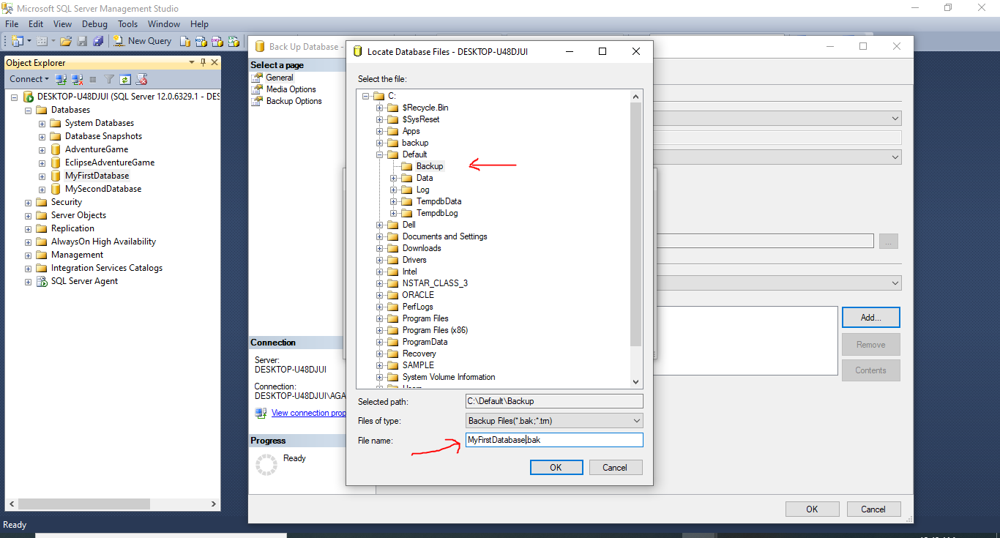 Microsoft SQL Server Management Studio
File Edit View Debug Tools Window Help
New Query
Object Explorer
Connect
DESKTOP-U48DJUI (SQL Server 12.0.6329.1 - DES
Databases
System Databases
Database Snapshots
AdventureGame
EclipseAdventureGame
MyFirstDatabase
MySecondDatabase
Security
Server Objects
Replication
AlwaysOn High Availability
Management
Integration Services Catalogs
SQL Server Agent
Back Up Database -
Select a page
General
Media Options
Backup Options
Connection
Server:
DESKTOP-U48DJUI
Connection:
DESKTOP-U48DJUI\AGA
View connection prop
Progress
Ready
Locate Database Files - DESKTOP-U48DJUI
Select the file:
C:
$Recycle.Bin
$SysReset
Apps
backup
Default
Backup
Data
Log
TempdbData
TempdbLog
Dell
Documents and Settings
Downloads
Drivers
Intel
NSTAR_CLASS_3
ORACLE
PerfLogs
Program Files
Program Files (x86)
ProgramData
Recovery
SAMPLE
System Volume Information
Selected path: C:\Default\Backup
Files of type: Backup Files(*.bak;*.trn)
File name: MyFirstDatabase.bak
OK Cancel
...
Add...
Remove
Contents
OK Cancel
Ready